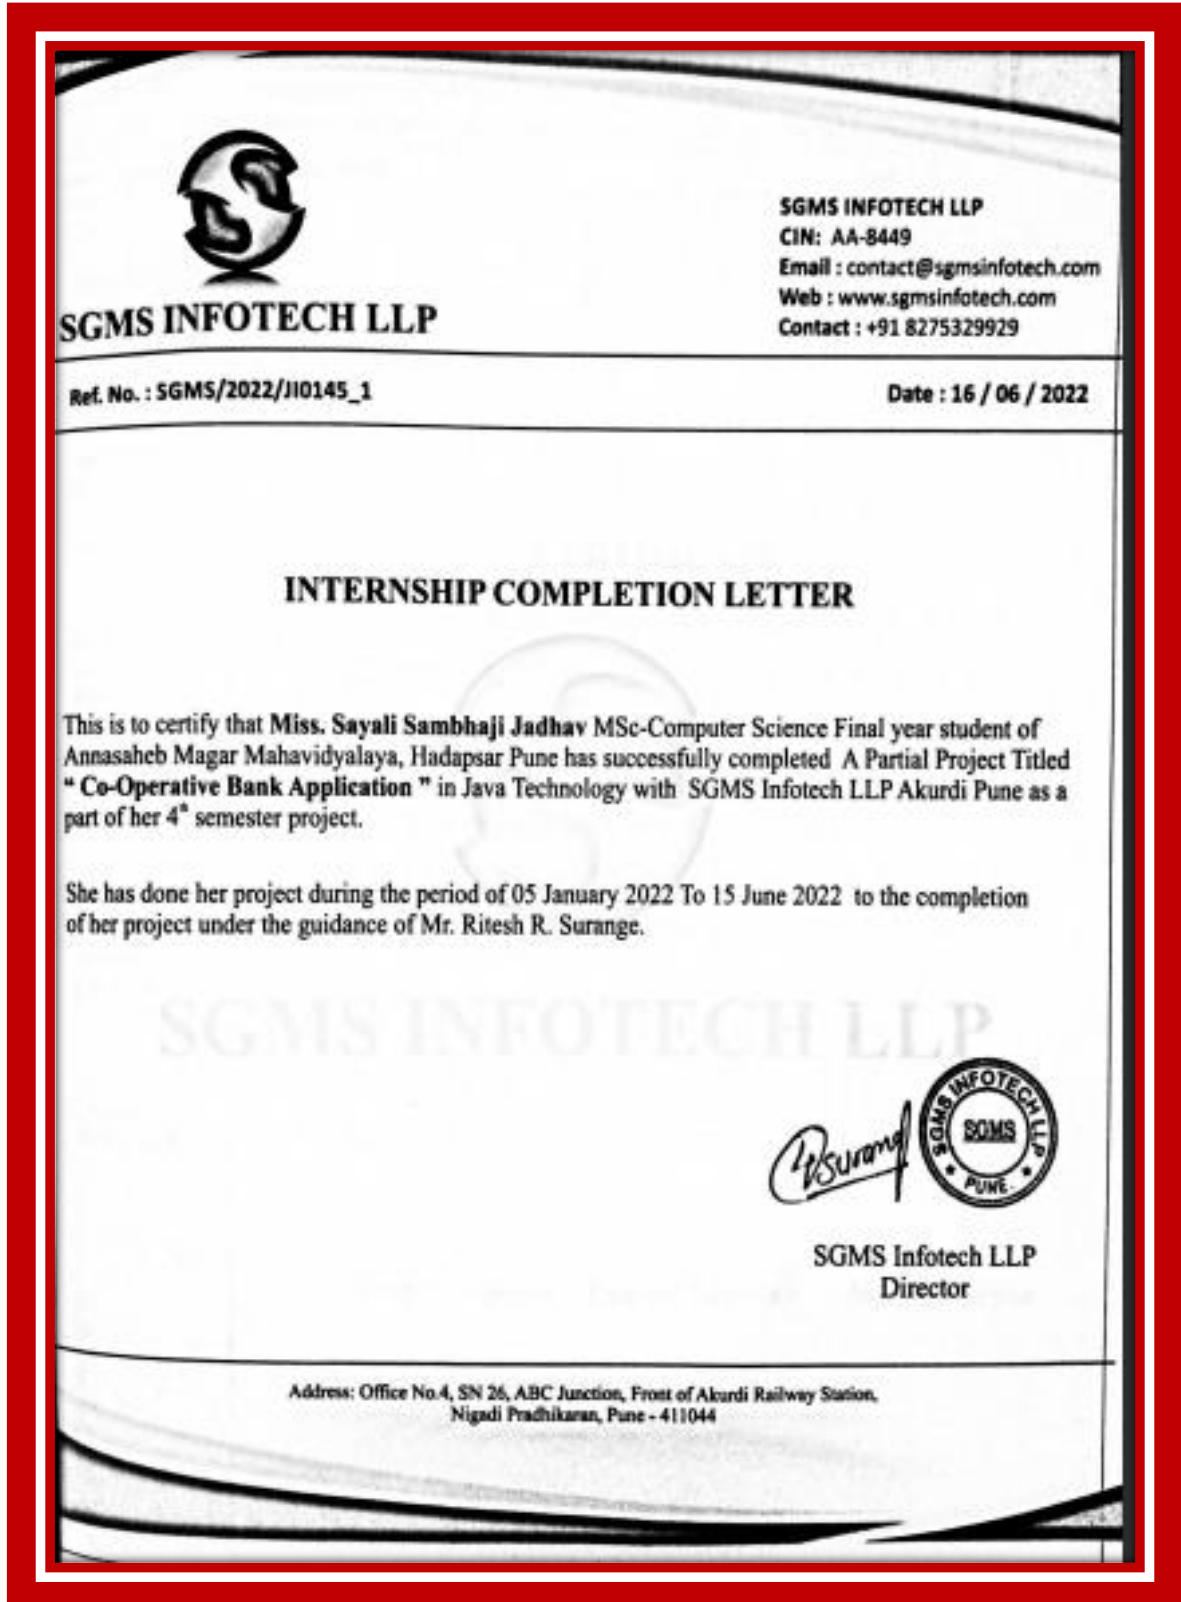 SGMS INFOTECH LLP
SGMS INFOTECH LLP
CIN: AA-8449
Email : contact@sgmsinfotech.com
Web : www.sgmsinfotech.com
Contact : +91 8275329929
Ref. No. : SGMS/2022/JI0145_1
Date : 16 / 06 / 2022
INTERNSHIP COMPLETION LETTER
This is to certify that Miss. Sayali Sambhaji Jadhav MSc-Computer Science Final year student of
Annasaheb Magar Mahavidyalaya, Hadapsar Pune has successfully completed A Partial Project Titled
“ Co-Operative Bank Application ” in Java Technology with SGMS Infotech LLP Akurdi Pune as a
part of her 4th semester project.
She has done her project during the period of 05 January 2022 To 15 June 2022 to the completion
of her project under the guidance of Mr. Ritesh R. Surange.
SGMS INFOTECH LLP
SGMS INFOTECH LLP
SGMS
PUNE.
SGMS Infotech LLP
Director
Address: Office No.4, SN 26, ABC Junction, Front of Akurdi Railway Station,
Nigadi Pradhikaran, Pune - 411044